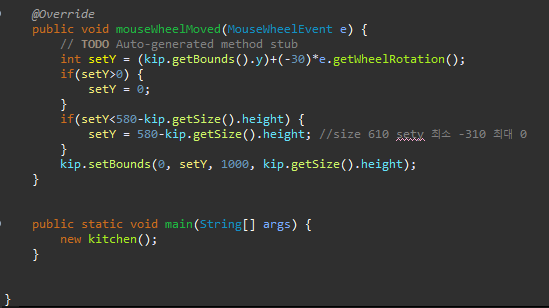 @Override
public void mouseWheelMoved(MouseWheelEvent e) {
// TODO Auto-generated method stub
int setY = (kip.getBounds().y)+(-30)*e.getWheelRotation();
if(setY>0) {
setY = 0;
}
if(setY<580-kip.getSize().height) {
setY = 580-kip.getSize().height; //size 610 sety 최소 -310 최대 0
}
kip.setBounds(0, setY, 1000, kip.getSize().height);
}
public static void main(String[] args) {
new kitchen();
}
}